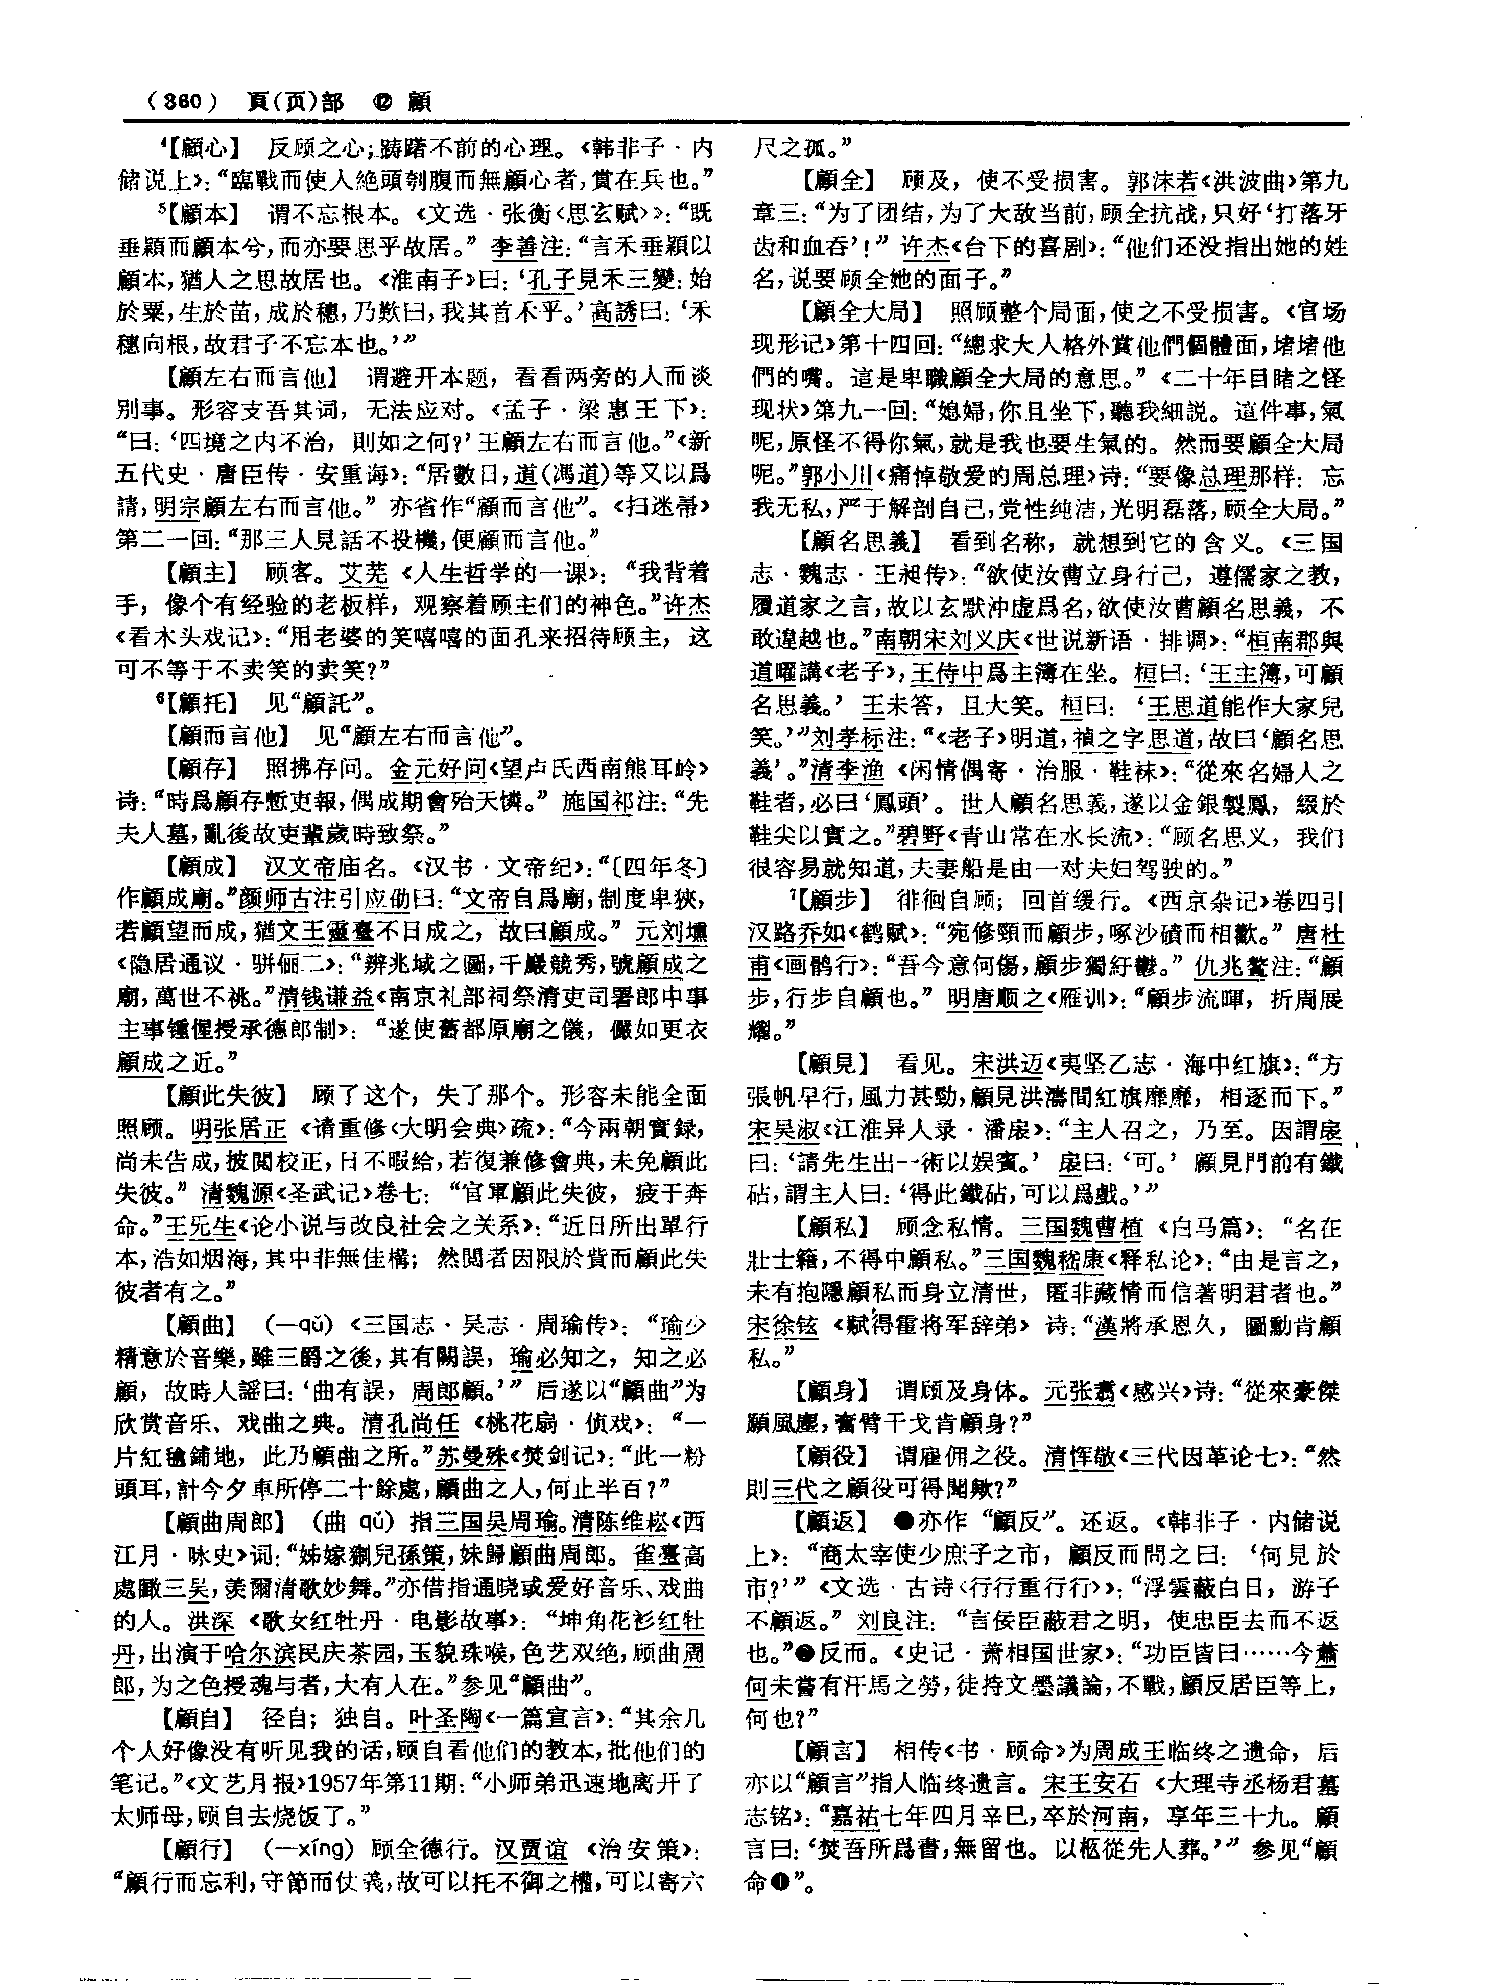 （360） 頁(页)部 ⑫ 顧
⁴【顧心】 反顾之心；踌躇不前的心理。《韩非子·内
储说上》：“臨戰而使人絶頭刳腹而無顧心者，賞在兵也。”
⁵【顧本】 谓不忘根本。《文选·张衡〈思玄赋〉》：“既
垂穎而顧本兮，而亦要思乎故居。”李善注：“言禾垂穎以
顧本，猶人之思故居也。《淮南子》曰：‘孔子見禾三變：始
於粟，生於苗，成於穗，乃歎曰，我其首禾乎。’高誘曰：‘禾
穗向根，故君子不忘本也。’”
【顧左右而言他】 谓避开本题，看看两旁的人而谈
别事。形容支吾其词，无法应对。《孟子·梁惠王下》：
“曰：‘四境之内不治，則如之何？’王顧左右而言他。”《新
五代史·唐臣传·安重海》：“居數日，道(馮道)等又以爲
請，明宗顧左右而言他。”亦省作“顧而言他”。《扫迷帚》
第二一回：“那三人見話不投機，便顧而言他。”
【顧主】 顾客。艾芜《人生哲学的一课》：“我背着
手，像个有经验的老板样，观察着顾主们的神色。”许杰
《看木头戏记》：“用老婆的笑嘻嘻的面孔来招待顾主，这
可不等于不卖笑的卖笑？”
⁶【顧托】 见“顧託”。
【顧而言他】 见“顧左右而言他”。
【顧存】 照拂存问。金元好问《望卢氏西南熊耳岭》
诗：“時爲顧存慙吏報，偶成期會殆天憐。”施国祁注：“先
夫人墓，亂後故吏輩歲時致祭。”
【顧成】 汉文帝庙名。《汉书·文帝纪》：“〔四年冬〕
作顧成廟。”颜师古注引应劭曰：“文帝自爲廟，制度卑狹，
若顧望而成，猶文王靈臺不日成之，故曰顧成。”元刘壎
《隐居通议·骈俪二》：“辨兆域之圖，千巖競秀，號顧成之
廟，萬世不祧。”清钱谦益《南京礼部祠祭清吏司署郎中事
主事锺惺授承德郎制》：“遂使舊都原廟之儀，儼如更衣
顧成之近。”
【顧此失彼】 顾了这个，失了那个。形容未能全面
照顾。明张居正《请重修〈大明会典〉疏》：“今兩朝實録，
尚未告成，披閲校正，日不暇給，若復兼修會典，未免顧此
失彼。”清魏源《圣武记》卷七：“官軍顧此失彼，疲于奔
命。”王旡生《论小说与改良社会之关系》：“近日所出單行
本，浩如烟海，其中非無佳構；然閲者因限於貲而顧此失
彼者有之。”
【顧曲】 （—qǔ）《三国志·吴志·周瑜传》：“瑜少
精意於音樂，雖三爵之後，其有闕誤，瑜必知之，知之必
顧，故時人謡曰：‘曲有誤，周郎顧。’”后遂以“顧曲”为
欣赏音乐、戏曲之典。清孔尚任《桃花扇·侦戏》：“一
片紅毹鋪地，此乃顧曲之所。”苏曼殊《焚剑记》：“此一粉
頭耳，計今夕車所停二十餘處，顧曲之人，何止半百？”
【顧曲周郎】（曲 qǔ）指三国吴周瑜。清陈维崧《西
江月·咏史》词：“姊嫁猘兒孫策，妹歸顧曲周郎。雀臺高
處瞰三吴，羡爾清歌妙舞。”亦借指通晓或爱好音乐、戏曲
的人。洪深《歌女红牡丹·电影故事》：“坤角花衫红牡
丹，出演于哈尔滨民庆茶园，玉貌珠喉，色艺双绝，顾曲周
郎，为之色授魂与者，大有人在。”参见“顧曲”。
【顧自】 径自；独自。叶圣陶《一篇宣言》：“其余几
个人好像没有听见我的话，顾自看他们的教本，批他们的
笔记。”《文艺月报》1957年第11期：“小师弟迅速地离开了
太师母，顾自去烧饭了。”
【顧行】 （—xíng）顾全德行。汉贾谊《治安策》：
“顧行而忘利，守節而仗義，故可以托不御之權，可以寄六
尺之孤。”
【顧全】 顾及，使不受损害。郭沫若《洪波曲》第九
章三：“为了团结，为了大敌当前，顾全抗战，只好‘打落牙
齿和血吞’！”许杰《台下的喜剧》：“他们还没指出她的姓
名，说要顾全她的面子。”
【顧全大局】 照顾整个局面，使之不受损害。《官场
现形记》第十四回：“總求大人格外賞他們個體面，堵堵他
們的嘴。這是卑職顧全大局的意思。”《二十年目睹之怪
现状》第九一回：“媳婦，你且坐下，聽我細説。這件事，氣
呢，原怪不得你氣，就是我也要生氣的。然而要顧全大局
呢。”郭小川《痛悼敬爱的周总理》诗：“要像总理那样：忘
我无私，严于解剖自己，党性纯洁，光明磊落，顾全大局。”
【顧名思義】 看到名称，就想到它的含义。《三国
志·魏志·王昶传》：“欲使汝曹立身行己，遵儒家之教，
履道家之言，故以玄默沖虚爲名，欲使汝曹顧名思義，不
敢違越也。”南朝宋刘义庆《世说新语·排调》：“桓南郡與
道曜講《老子》，王侍中爲主簿在坐。桓曰：‘王主簿，可顧
名思義。’王未答，且大笑。桓曰：‘王思道能作大家兒
笑。’”刘孝标注：“《老子》明道，禎之字思道，故曰‘顧名思
義’。”清李渔《闲情偶寄·治服·鞋袜》：“從來名婦人之
鞋者，必曰‘鳳頭’。世人顧名思義，遂以金銀製鳳，綴於
鞋尖以實之。”碧野《青山常在水长流》：“顾名思义，我们
很容易就知道，夫妻船是由一对夫妇驾驶的。”
⁷【顧步】 徘徊自顾；回首缓行。《西京杂记》卷四引
汉路乔如《鹤赋》：“宛修頸而顧步，啄沙磧而相歡。”唐杜
甫《画鹘行》：“吾今意何傷，顧步獨紆鬱。”仇兆鳌注：“顧
步，行步自顧也。”明唐顺之《雁训》：“顧步流暉，折周展
耀。”
【顧見】 看见。宋洪迈《夷坚乙志·海中红旗》：“方
張帆早行，風力甚勁，顧見洪濤間紅旗靡靡，相逐而下。”
宋吴淑《江淮异人录·潘扆》：“主人召之，乃至。因謂扆
曰：‘請先生出一術以娱賓。’扆曰：‘可。’顧見門前有鐵
砧，謂主人曰：‘得此鐵砧，可以爲戲。’”
【顧私】 顾念私情。三国魏曹植《白马篇》：“名在
壯士籍，不得中顧私。”三国魏嵇康《释私论》：“由是言之，
未有抱隱顧私而身立清世，匿非藏情而信著明君者也。”
宋徐铉《赋得霍将军辞弟》诗：“漢將承恩久，圖勳肯顧
私。”
【顧身】 谓顾及身体。元张翥《感兴》诗：“從來豪傑
願風塵，奮臂干戈肯顧身？”
【顧役】 谓雇佣之役。清恽敬《三代因革论七》：“然
則三代之顧役可得聞歟？”
【顧返】 ❶亦作“顧反”。还返。《韩非子·内储说
上》：“商太宰使少庶子之市，顧反而問之曰：‘何見於
市？’”《文选·古诗〈行行重行行〉》：“浮雲蔽白日，游子
不顧返。”刘良注：“言佞臣蔽君之明，使忠臣去而不返
也。”❷反而。《史记·萧相国世家》：“功臣皆曰……今蕭
何未嘗有汗馬之勞，徒持文墨議論，不戰，顧反居臣等上，
何也？”
【顧言】 相传《书·顾命》为周成王临终之遗命，后
亦以“顧言”指人临终遗言。宋王安石《大理寺丞杨君墓
志铭》：“嘉祐七年四月辛巳，卒於河南，享年三十九。顧
言曰：‘焚吾所爲書，無留也。以柩從先人葬。’”参见“顧
命❶”。